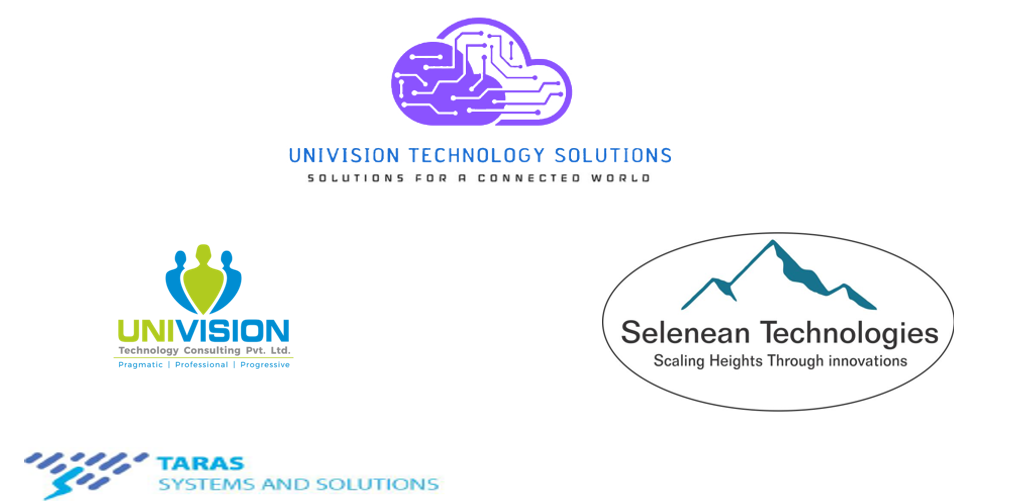 UNIVISION TECHNOLOGY SOLUTIONS
SOLUTIONS FOR A CONNECTED WORLD
UNIVISION
Technology Consulting Pvt. Ltd.
Pragmatic | Professional | Progressive
Selenean Technologies
Scaling Heights Through innovations
TARAS
SYSTEMS AND SOLUTIONS